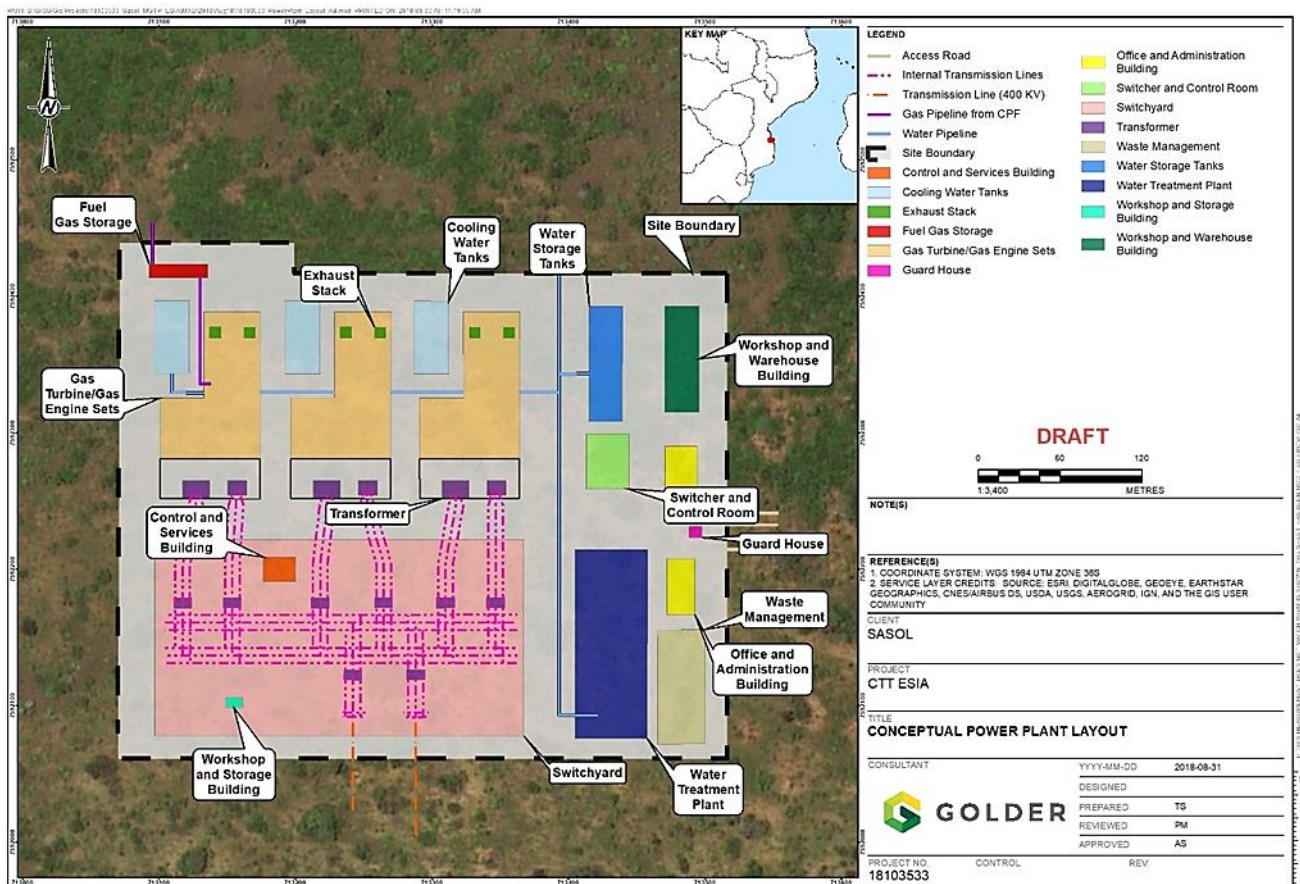 KEY MAP
N
Fuel
Gas Storage
Cooling
Water
Tanks
Exhaust
Stack
Water
Storage
Tanks
Site Boundary
Gas
Turbine/Gas
Engine Sets
Workshop and
Warehouse
Building
Control and
Services
Building
Transformer
Switcher and
Control Room
Guard House
Waste
Management
Office and
Administration
Building
Workshop
and Storage
Building
Switchyard
Water
Treatment
Plant
LEGEND
Access Road
Internal Transmission Lines
Transmission Line (400 KV)
Gas Pipeline from CPF
Water Pipeline
Site Boundary
Control and Services Building
Cooling Water Tanks
Exhaust Stack
Fuel Gas Storage
Gas Turbine/Gas Engine Sets
Guard House
Office and Administration
Building
Switcher and Control Room
Switchyard
Transformer
Waste Management
Water Storage Tanks
Water Treatment Plant
Workshop and Storage
Building
Workshop and Warehouse
Building
DRAFT
0 60 120
1:3,400 METRES
NOTE(S)
REFERENCE(S)
1. COORDINATE SYSTEM: WGS 1984 UTM ZONE 36S
2. SERVICE LAYER CREDITS: SOURCE: ESRI, DIGITALGLOBE, GEOEYE, EARTHSTAR
GEOGRAPHICS, CNES/AIRBUS DS, USDA, USGS, AEROGRID, IGN, AND THE GIS USER
COMMUNITY
CLIENT
SASOL
PROJECT
CTT ESIA
TITLE
CONCEPTUAL POWER PLANT LAYOUT
CONSULTANT
YYYY-MM-DD 2018-08-31
DESIGNED
PREPARED TS
REVIEWED PM
APPROVED AS
GOLDER
PROJECT NO. CONTROL REV.
18103533